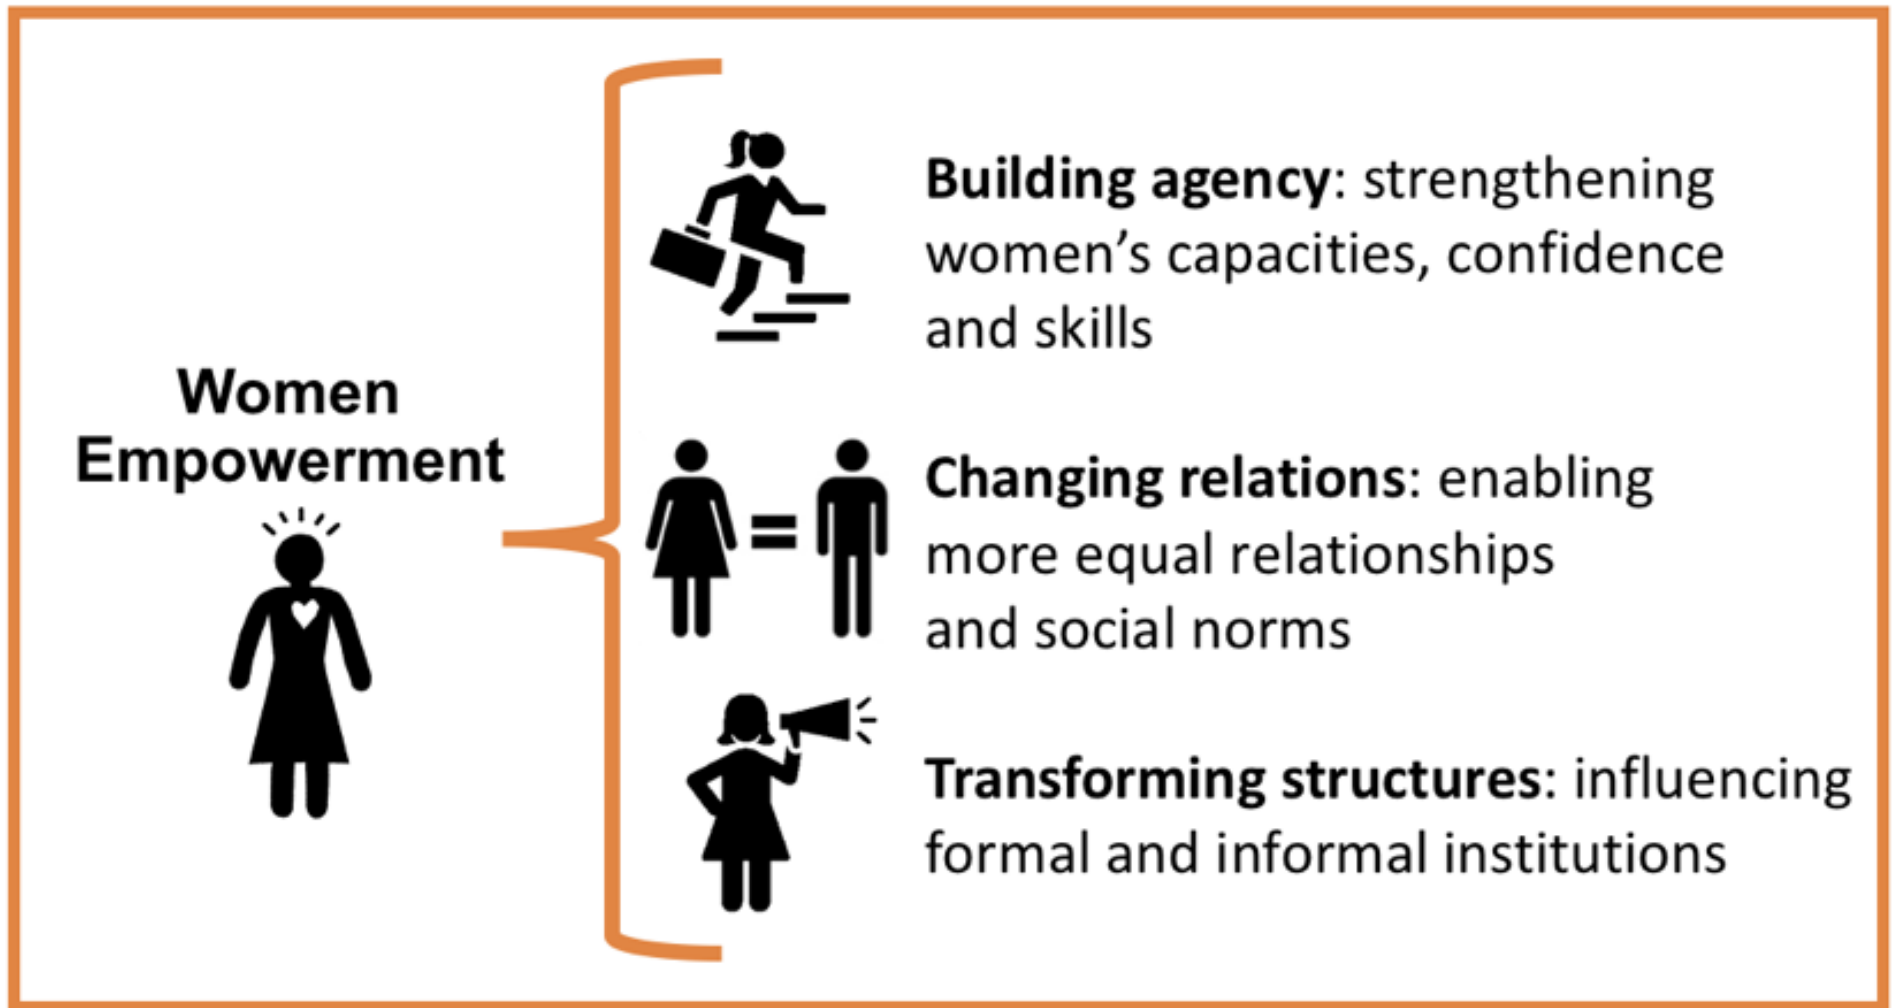 Women
Empowerment
Building agency: strengthening
women’s capacities, confidence
and skills
Changing relations: enabling
more equal relationships
and social norms
Transforming structures: influencing
formal and informal institutions